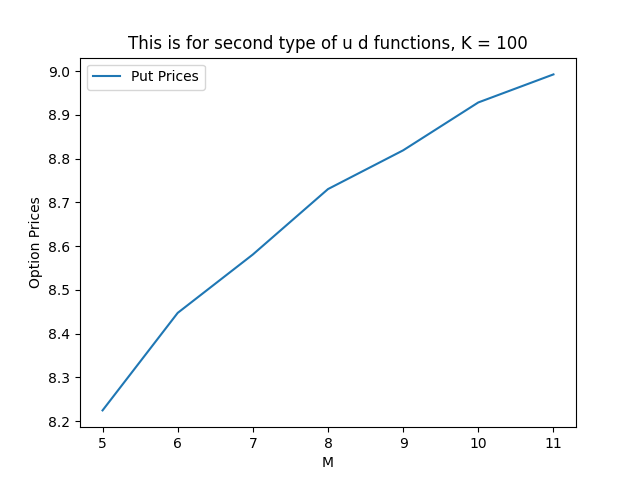 This is for second type of u d functions, K = 100
Put Prices
Option Prices
9.0
8.9
8.8
8.7
8.6
8.5
8.4
8.3
8.2
5 6 7 8 9 10 11
M